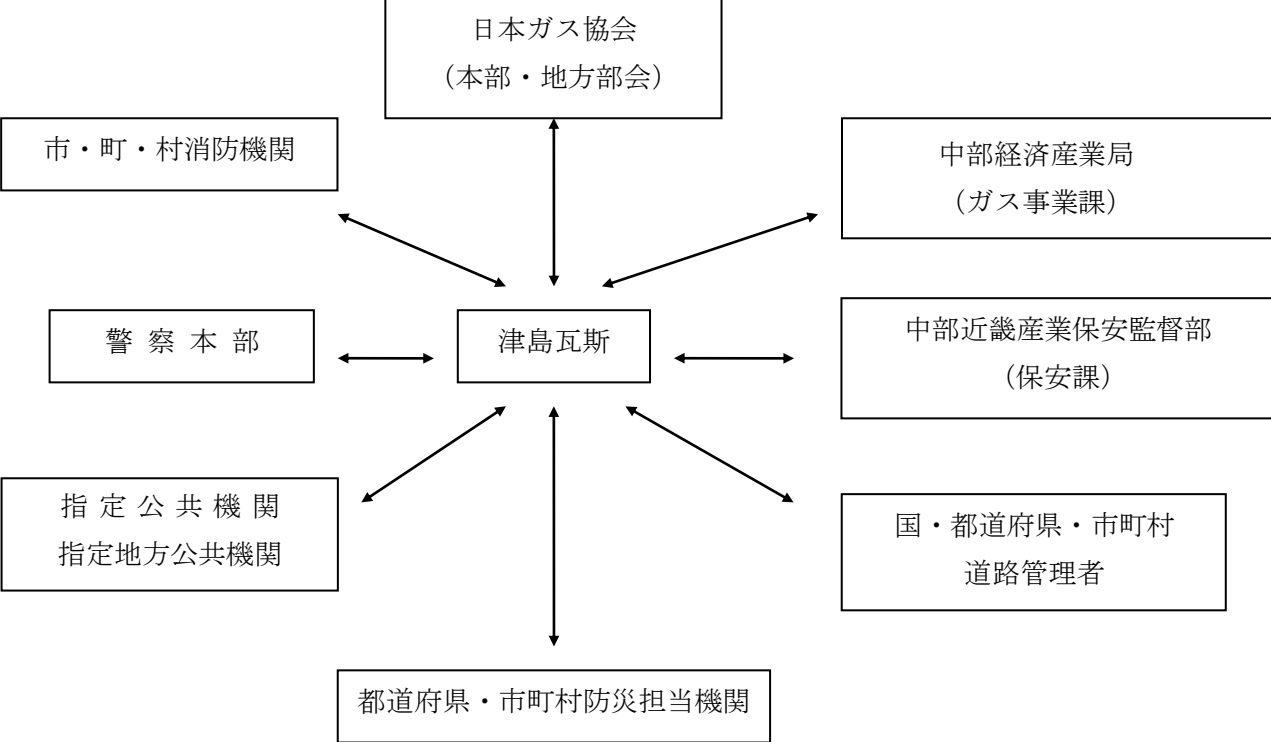 日本ガス協会
（本部・地方部会）
市・町・村消防機関
中部経済産業局
（ガス事業課）
警 察 本 部
津島瓦斯
中部近畿産業保安監督部
（保安課）
指 定 公 共 機 関
指定地方公共機関
国・都道府県・市町村
道路管理者
都道府県・市町村防災担当機関